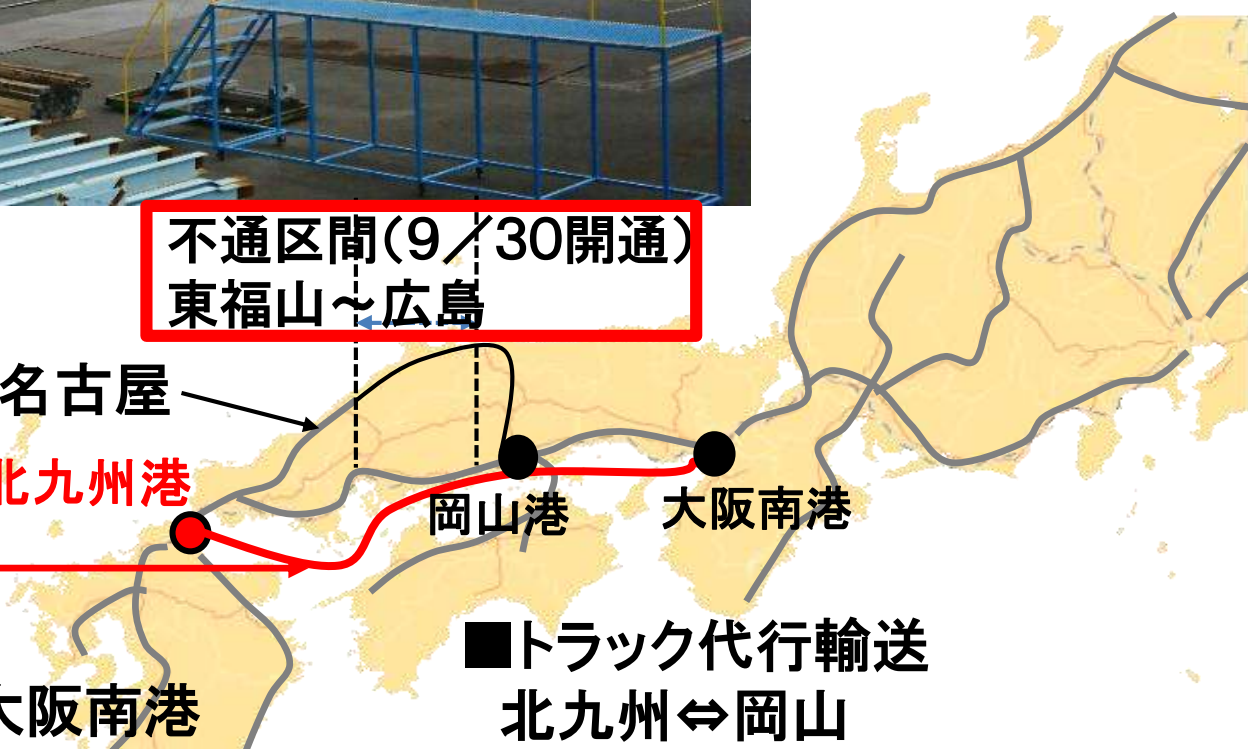 不通区間(9／30開通)
東福山～広島
名古屋
北九州港
岡山港
大阪南港
■トラック代行輸送
北九州⇔岡山
大阪南港